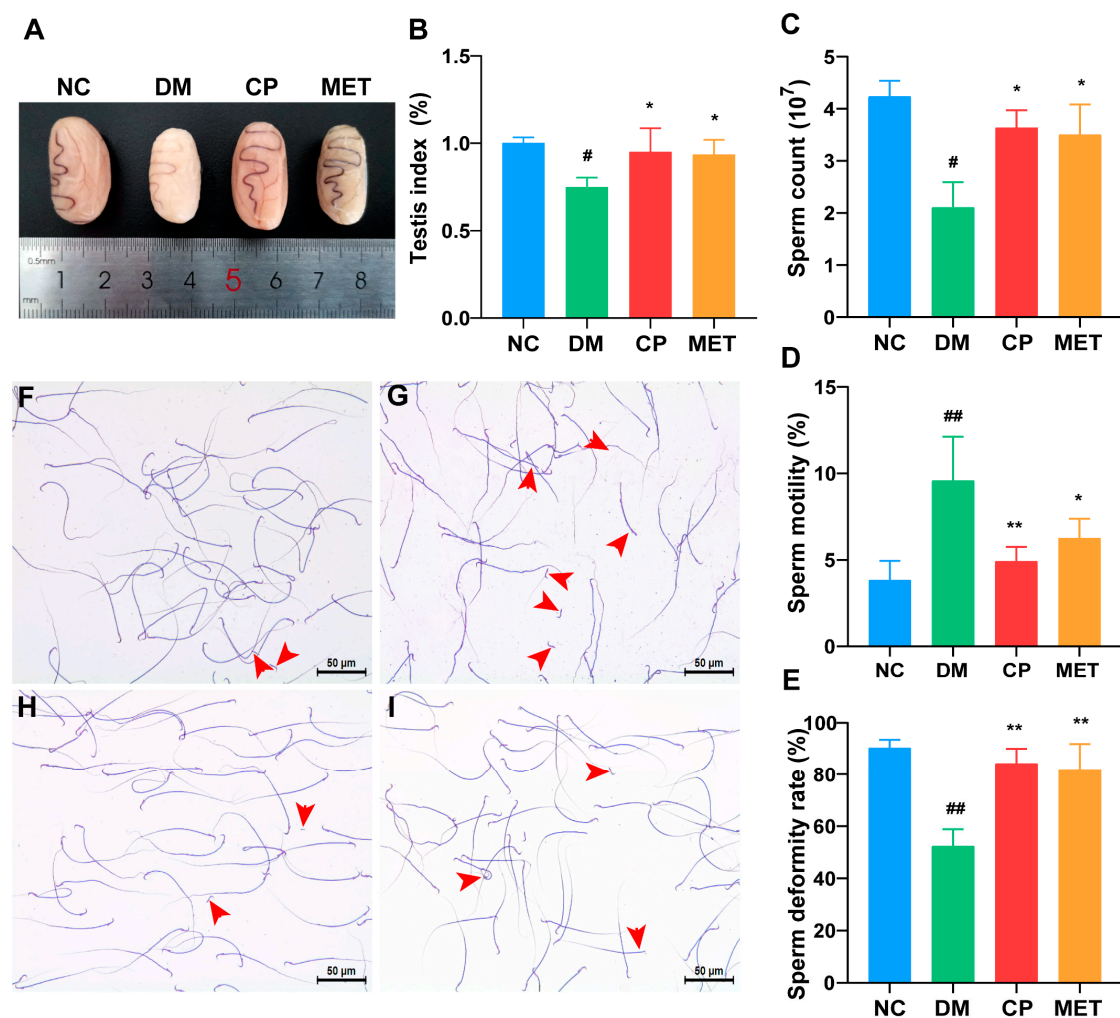 A
NC DM CP MET
0.5mm
1 2 3 4 5 6 7 8
mm
B
Testis index (%)
1.5
1.0
0.5
0.0
NC DM CP MET
#
*
*
C
Sperm count (10⁷)
5
4
3
2
1
0
NC DM CP MET
#
*
*
D
Sperm motility (%)
15
10
5
0
NC DM CP MET
##
**
*
E
Sperm deformity rate (%)
100
80
60
40
20
0
NC DM CP MET
##
**
**
F
50 µm
G
50 µm
H
50 µm
I
50 µm